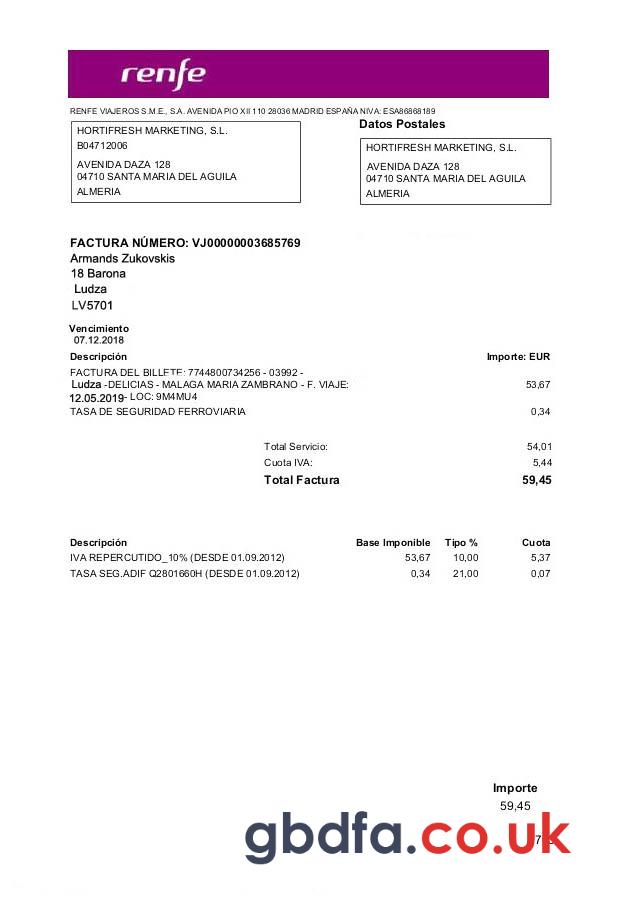 renfe
RENFE VIAJEROS S.M.E., S.A. AVENIDA PIO XII 110 28036 MADRID ESPAÑA NIVA: ESA86868189
HORTIFRESH MARKETING, S.L.
B04712006
AVENIDA DAZA 128
04710 SANTA MARIA DEL AGUILA
ALMERIA
Datos Postales
HORTIFRESH MARKETING, S.L.
AVENIDA DAZA 128
04710 SANTA MARIA DEL AGUILA
ALMERIA
FACTURA NÚMERO: VJ00000003685769
Armands Zukovskis
18 Barona
Ludza
LV5701
Vencimiento
07.12.2018
Descripción Importe: EUR
FACTURA DEL BILLETE: 7744800734256 - 03992 -
Ludza -DELICIAS - MALAGA MARIA ZAMBRANO - F. VIAJE: 53,67
12.05.2019- LOC: 9M4MU4
TASA DE SEGURIDAD FERROVIARIA 0,34
Total Servicio: 54,01
Cuota IVA: 5,44
Total Factura 59,45
Descripción Base Imponible Tipo % Cuota
IVA REPERCUTIDO_10% (DESDE 01.09.2012) 53,67 10,00 5,37
TASA SEG.ADIF Q2801660H (DESDE 01.09.2012) 0,34 21,00 0,07
Importe
59,45
gbdfa.co.uk